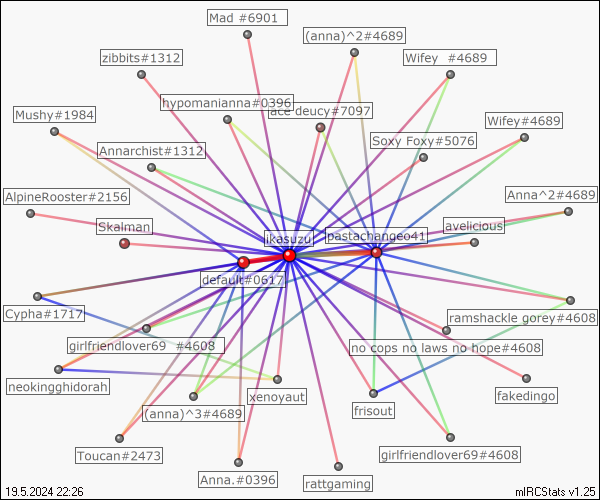 Mad #6901
(anna)^2#4689
zibbits#1312
Wifey  #4689
hypomanianna#0396
ace deucy#7097
Mushy#1984
Wifey#4689
Soxy Foxy#5076
Annarchist#1312
AlpineRooster#2156
Anna^2#4689
Skalman
avelicious
ikasuzu
pastachangeo41
default#0617
Cypha#1717
ramshackle gorey#4608
girlfriendlover69  #4608
no cops no laws no hope#4608
neokingghidorah
xenoyaut
fakedingo
(anna)^3#4689
frisout
Toucan#2473
girlfriendlover69#4608
Anna.#0396
rattgaming
19.5.2024 22:26
mIRCStats v1.25